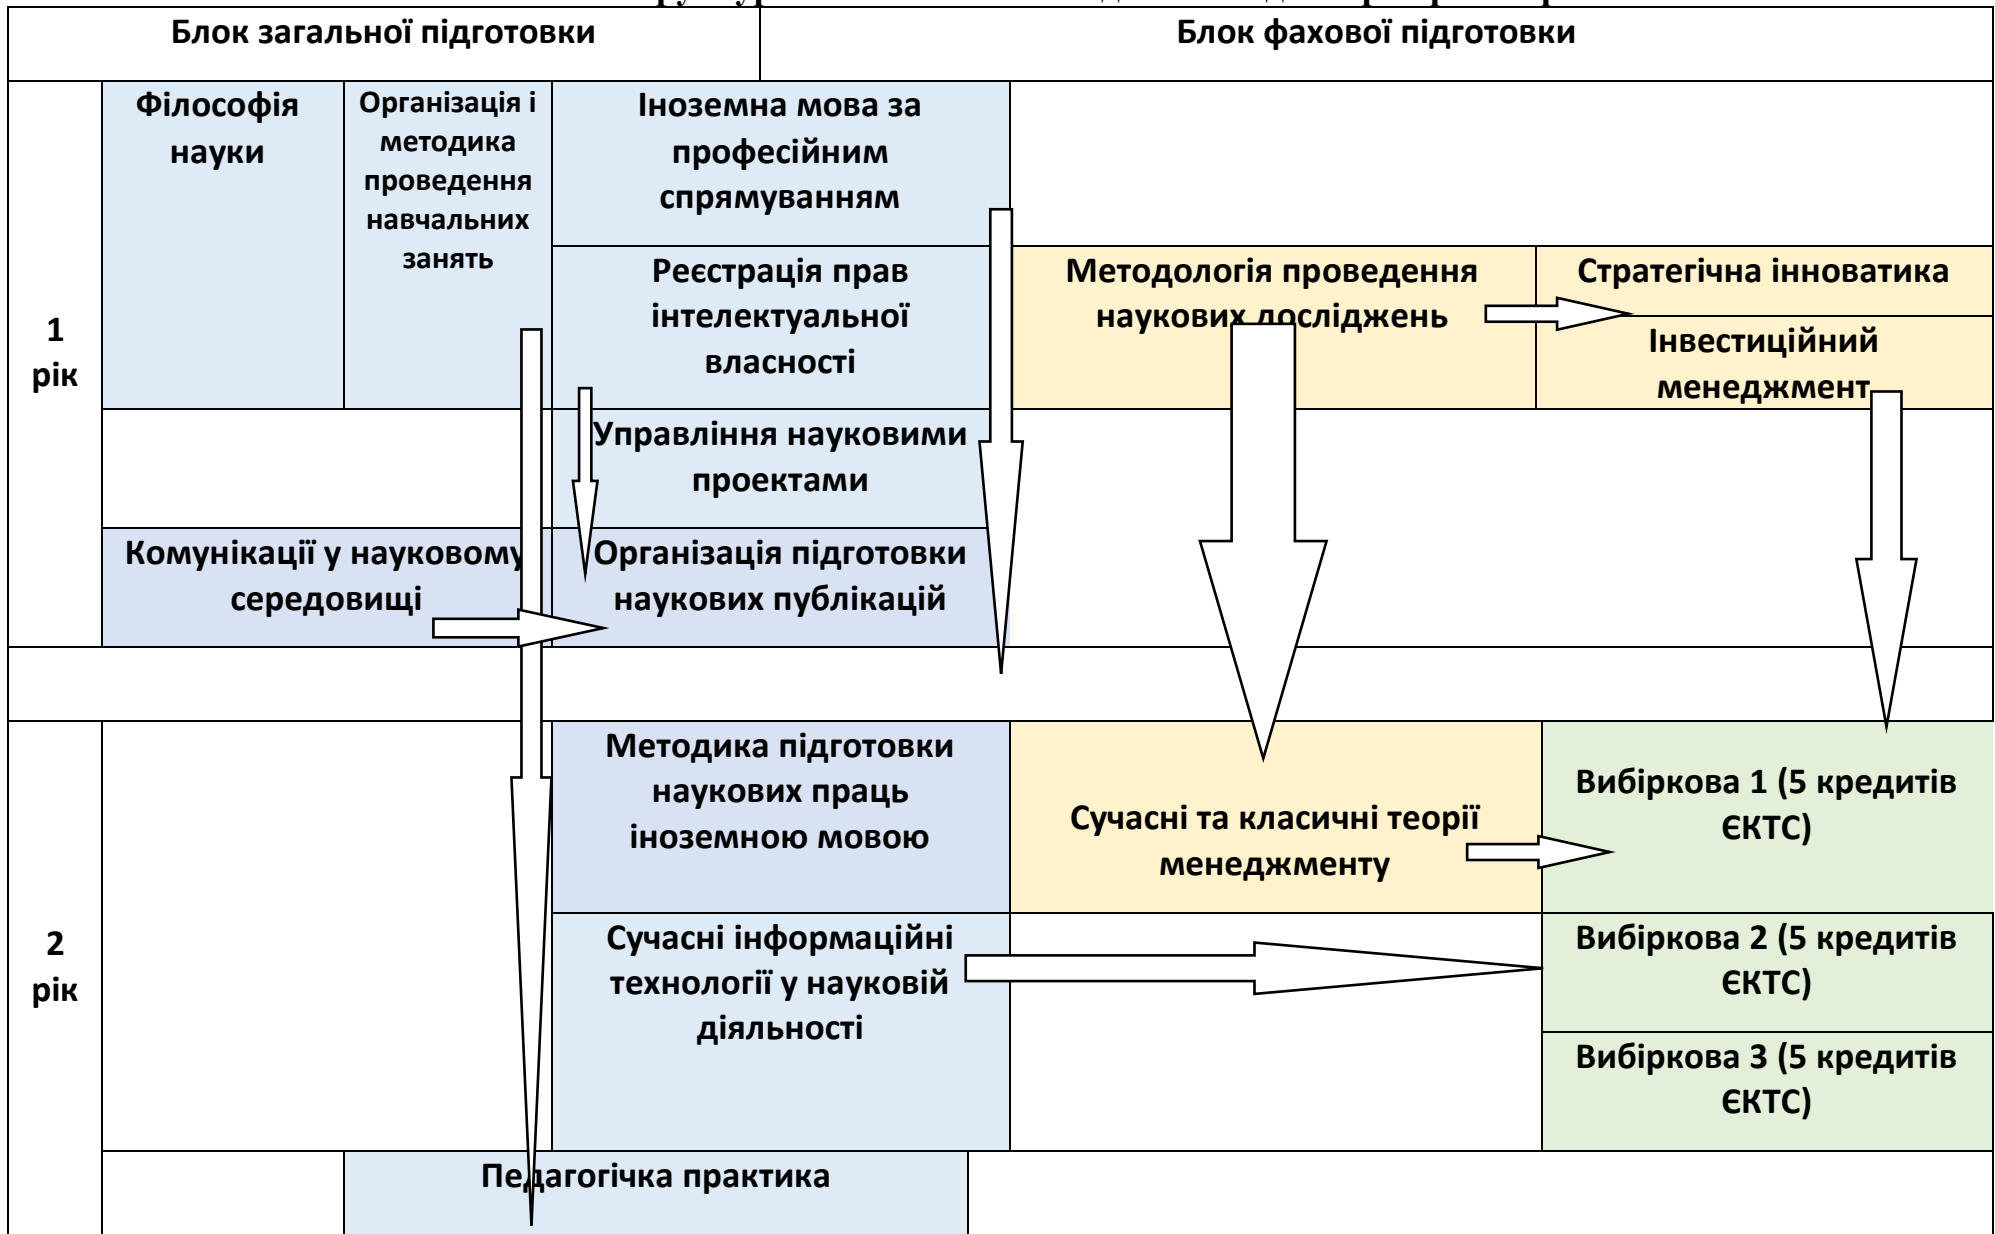 Блок загальної підготовки
Блок фахової підготовки
1
рік
Філософія
науки
Організація і
методика
проведення
навчальних
занять
Іноземна мова за
професійним
спрямуванням
Реєстрація прав
інтелектуальної
власності
Методологія проведення
наукових досліджень
Стратегічна інноватика
Інвестиційний
менеджмент
Управління науковими
проектами
Комунікації у науковому
середовищі
Організація підготовки
наукових публікацій
2
рік
Методика підготовки
наукових праць
іноземною мовою
Сучасні та класичні теорії
менеджменту
Вибіркова 1 (5 кредитів
ЄКТС)
Сучасні інформаційні
технології у науковій
діяльності
Вибіркова 2 (5 кредитів
ЄКТС)
Вибіркова 3 (5 кредитів
ЄКТС)
Педагогічка практика